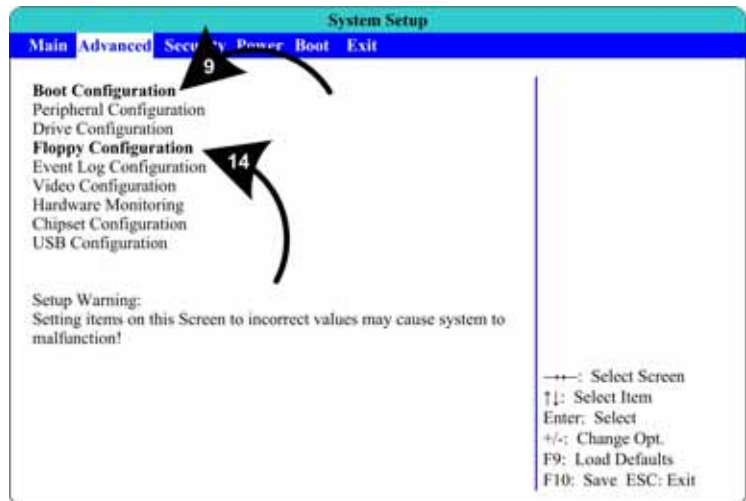 System Setup
Main Advanced Security Power Boot Exit
9
Boot Configuration
Peripheral Configuration
Drive Configuration
Floppy Configuration
14
Event Log Configuration
Video Configuration
Hardware Monitoring
Chipset Configuration
USB Configuration
Setup Warning:
Setting items on this Screen to incorrect values may cause system to
malfunction!
→←: Select Screen
↑↓: Select Item
Enter: Select
+/-: Change Opt.
F9: Load Defaults
F10: Save ESC: Exit